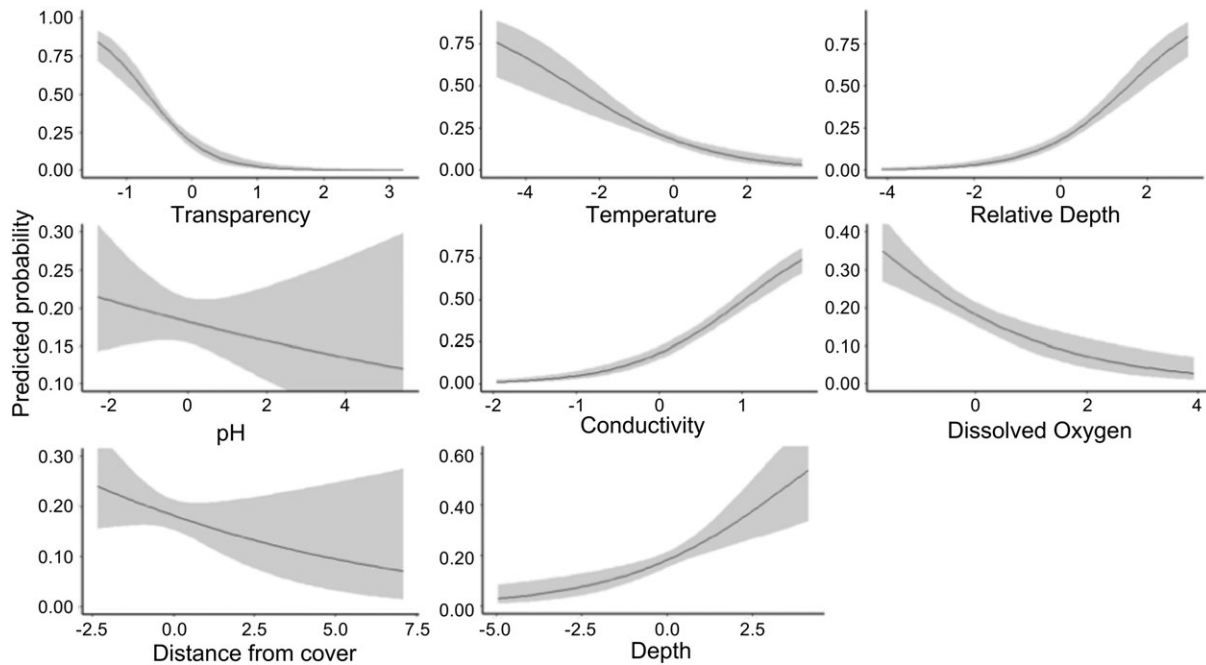 Predicted probability
1.00
0.75
0.50
0.25
0.00
-1 0 1 2 3
Transparency
0.75
0.50
0.25
0.00
-4 -2 0 2
Temperature
0.75
0.50
0.25
0.00
-4 -2 0 2
Relative Depth
0.30
0.25
0.20
0.15
0.10
-2 0 2 4
pH
0.75
0.50
0.25
0.00
-2 -1 0 1
Conductivity
0.40
0.30
0.20
0.10
0.00
0 2 4
Dissolved Oxygen
0.30
0.20
0.10
0.00
-2.5 0.0 2.5 5.0 7.5
Distance from cover
0.60
0.40
0.20
0.00
-5.0 -2.5 0.0 2.5
Depth